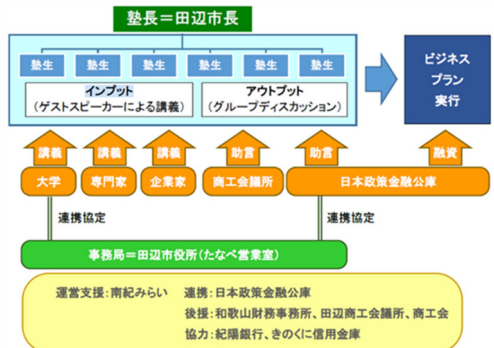 塾長＝田辺市長
塾生 塾生 塾生 塾生 塾生 塾生
インプット
（ゲストスピーカーによる講義）
アウトプット
（グループディスカッション）
ビジネス
プラン
実行
講義 講義 講義 助言 助言 融資
大学 専門家 企業家 商工会議所 日本政策金融公庫
連携協定 連携協定
事務局＝田辺市役所（たなべ営業室）
運営支援：南紀みらい 連携：日本政策金融公庫
後援：和歌山財務事務所、田辺商工会議所、商工会
協力：紀陽銀行、きのくに信用金庫